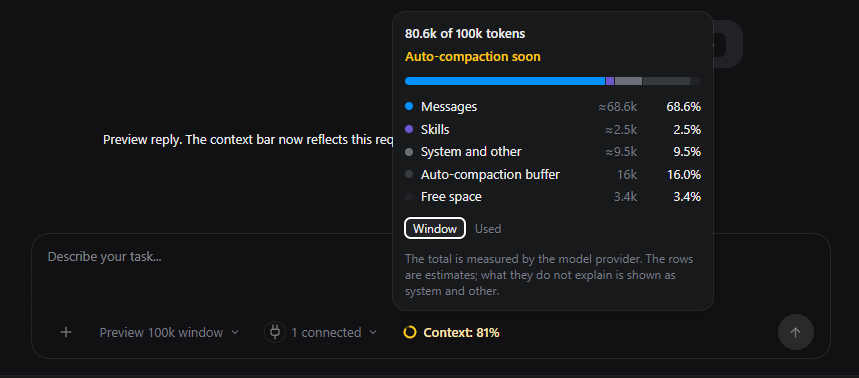 80.6k of 100k tokens
Auto-compaction soon
Messages ≈68.6k 68.6%
Skills ≈2.5k 2.5%
System and other ≈9.5k 9.5%
Auto-compaction buffer 16k 16.0%
Free space 3.4k 3.4%
Window Used
The total is measured by the model provider. The rows
are estimates; what they do not explain is shown as
system and other.
Preview reply. The context bar now reflects this req
Describe your task...
Preview 100k window 1 connected Context: 81%